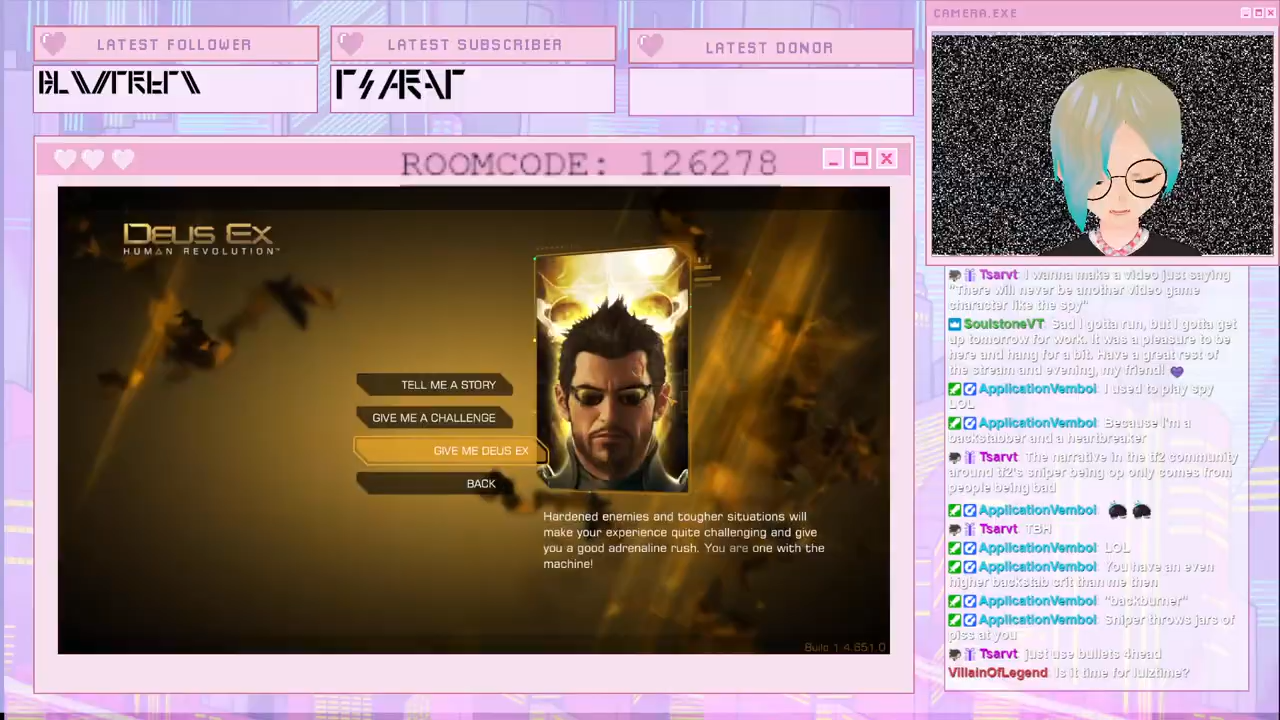 CAMERA.EXE
LATEST FOLLOWER
LATEST SUBSCRIBER
LATEST DONOR
ROOMCODE: 126278
DEUS EX
HUMAN REVOLUTION™
TELL ME A STORY
GIVE ME A CHALLENGE
GIVE ME DEUS EX
BACK
Hardened enemies and tougher situations will
make your experience quite challenging and give
you a good adrenaline rush. You are one with the
machine!
Build 1.4.651.0
Tsarvt I wanna make a video just saying
"There will never be another video game
character like the spy"
SoulstoneVT Sad I gotta run, but I gotta get
up tomorrow for work. It was a pleasure to be
here and hang for a bit. Have a great rest of
the stream and evening, my friend!
ApplicationVembol I used to play spy
LOL
ApplicationVembol Because I'm a
backstabber and a heartbreaker
Tsarvt The narrative in the tf2 community
around tf2's sniper being op only comes from
people being bad
ApplicationVembol
Tsarvt TBH
ApplicationVembol LOL
ApplicationVembol You have an even
higher backstab crit than me then
ApplicationVembol "backburner"
ApplicationVembol Sniper throws jars of
piss at you
Tsarvt just use bullets 4head
VillainOfLegend Is it time for lulztime?